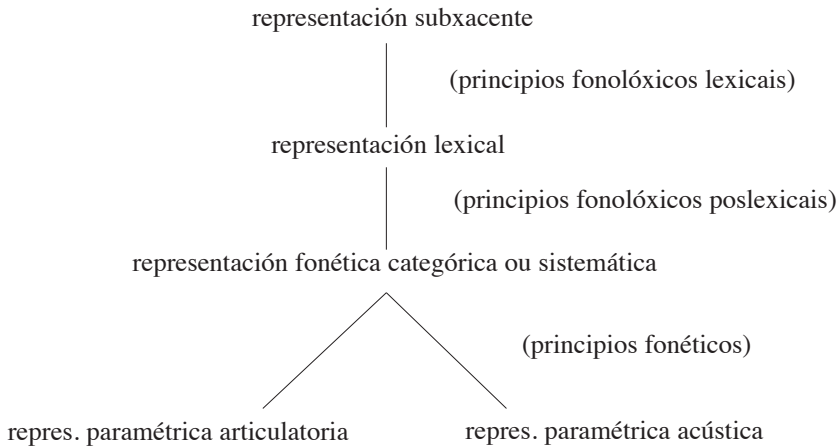 representación subxacente
(principios fonolóxicos lexicais)
representación lexical
(principios fonolóxicos poslexicais)
representación fonética categórica ou sistemática
(principios fonéticos)
repres. paramétrica articulatoria
repres. paramétrica acústica